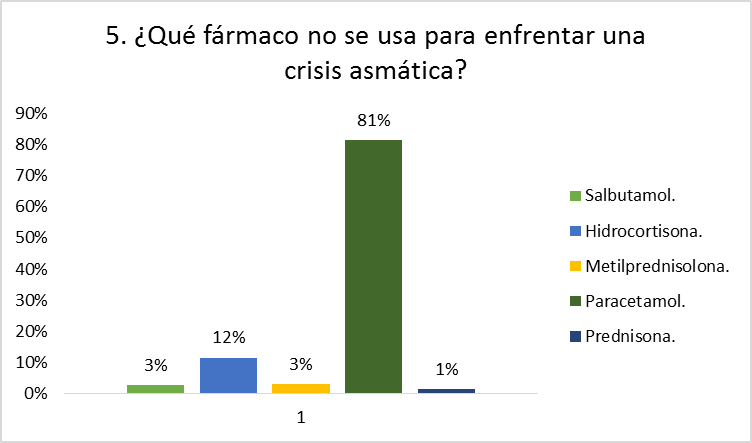 5. ¿Qué fármaco no se usa para enfrentar una
crisis asmática?
90%
80%
70%
60%
50%
40%
30%
20%
10%
0%
3%
12%
3%
81%
1%
1
Salbutamol.
Hidrocortisona.
Metilprednisolona.
Paracetamol.
Prednisona.